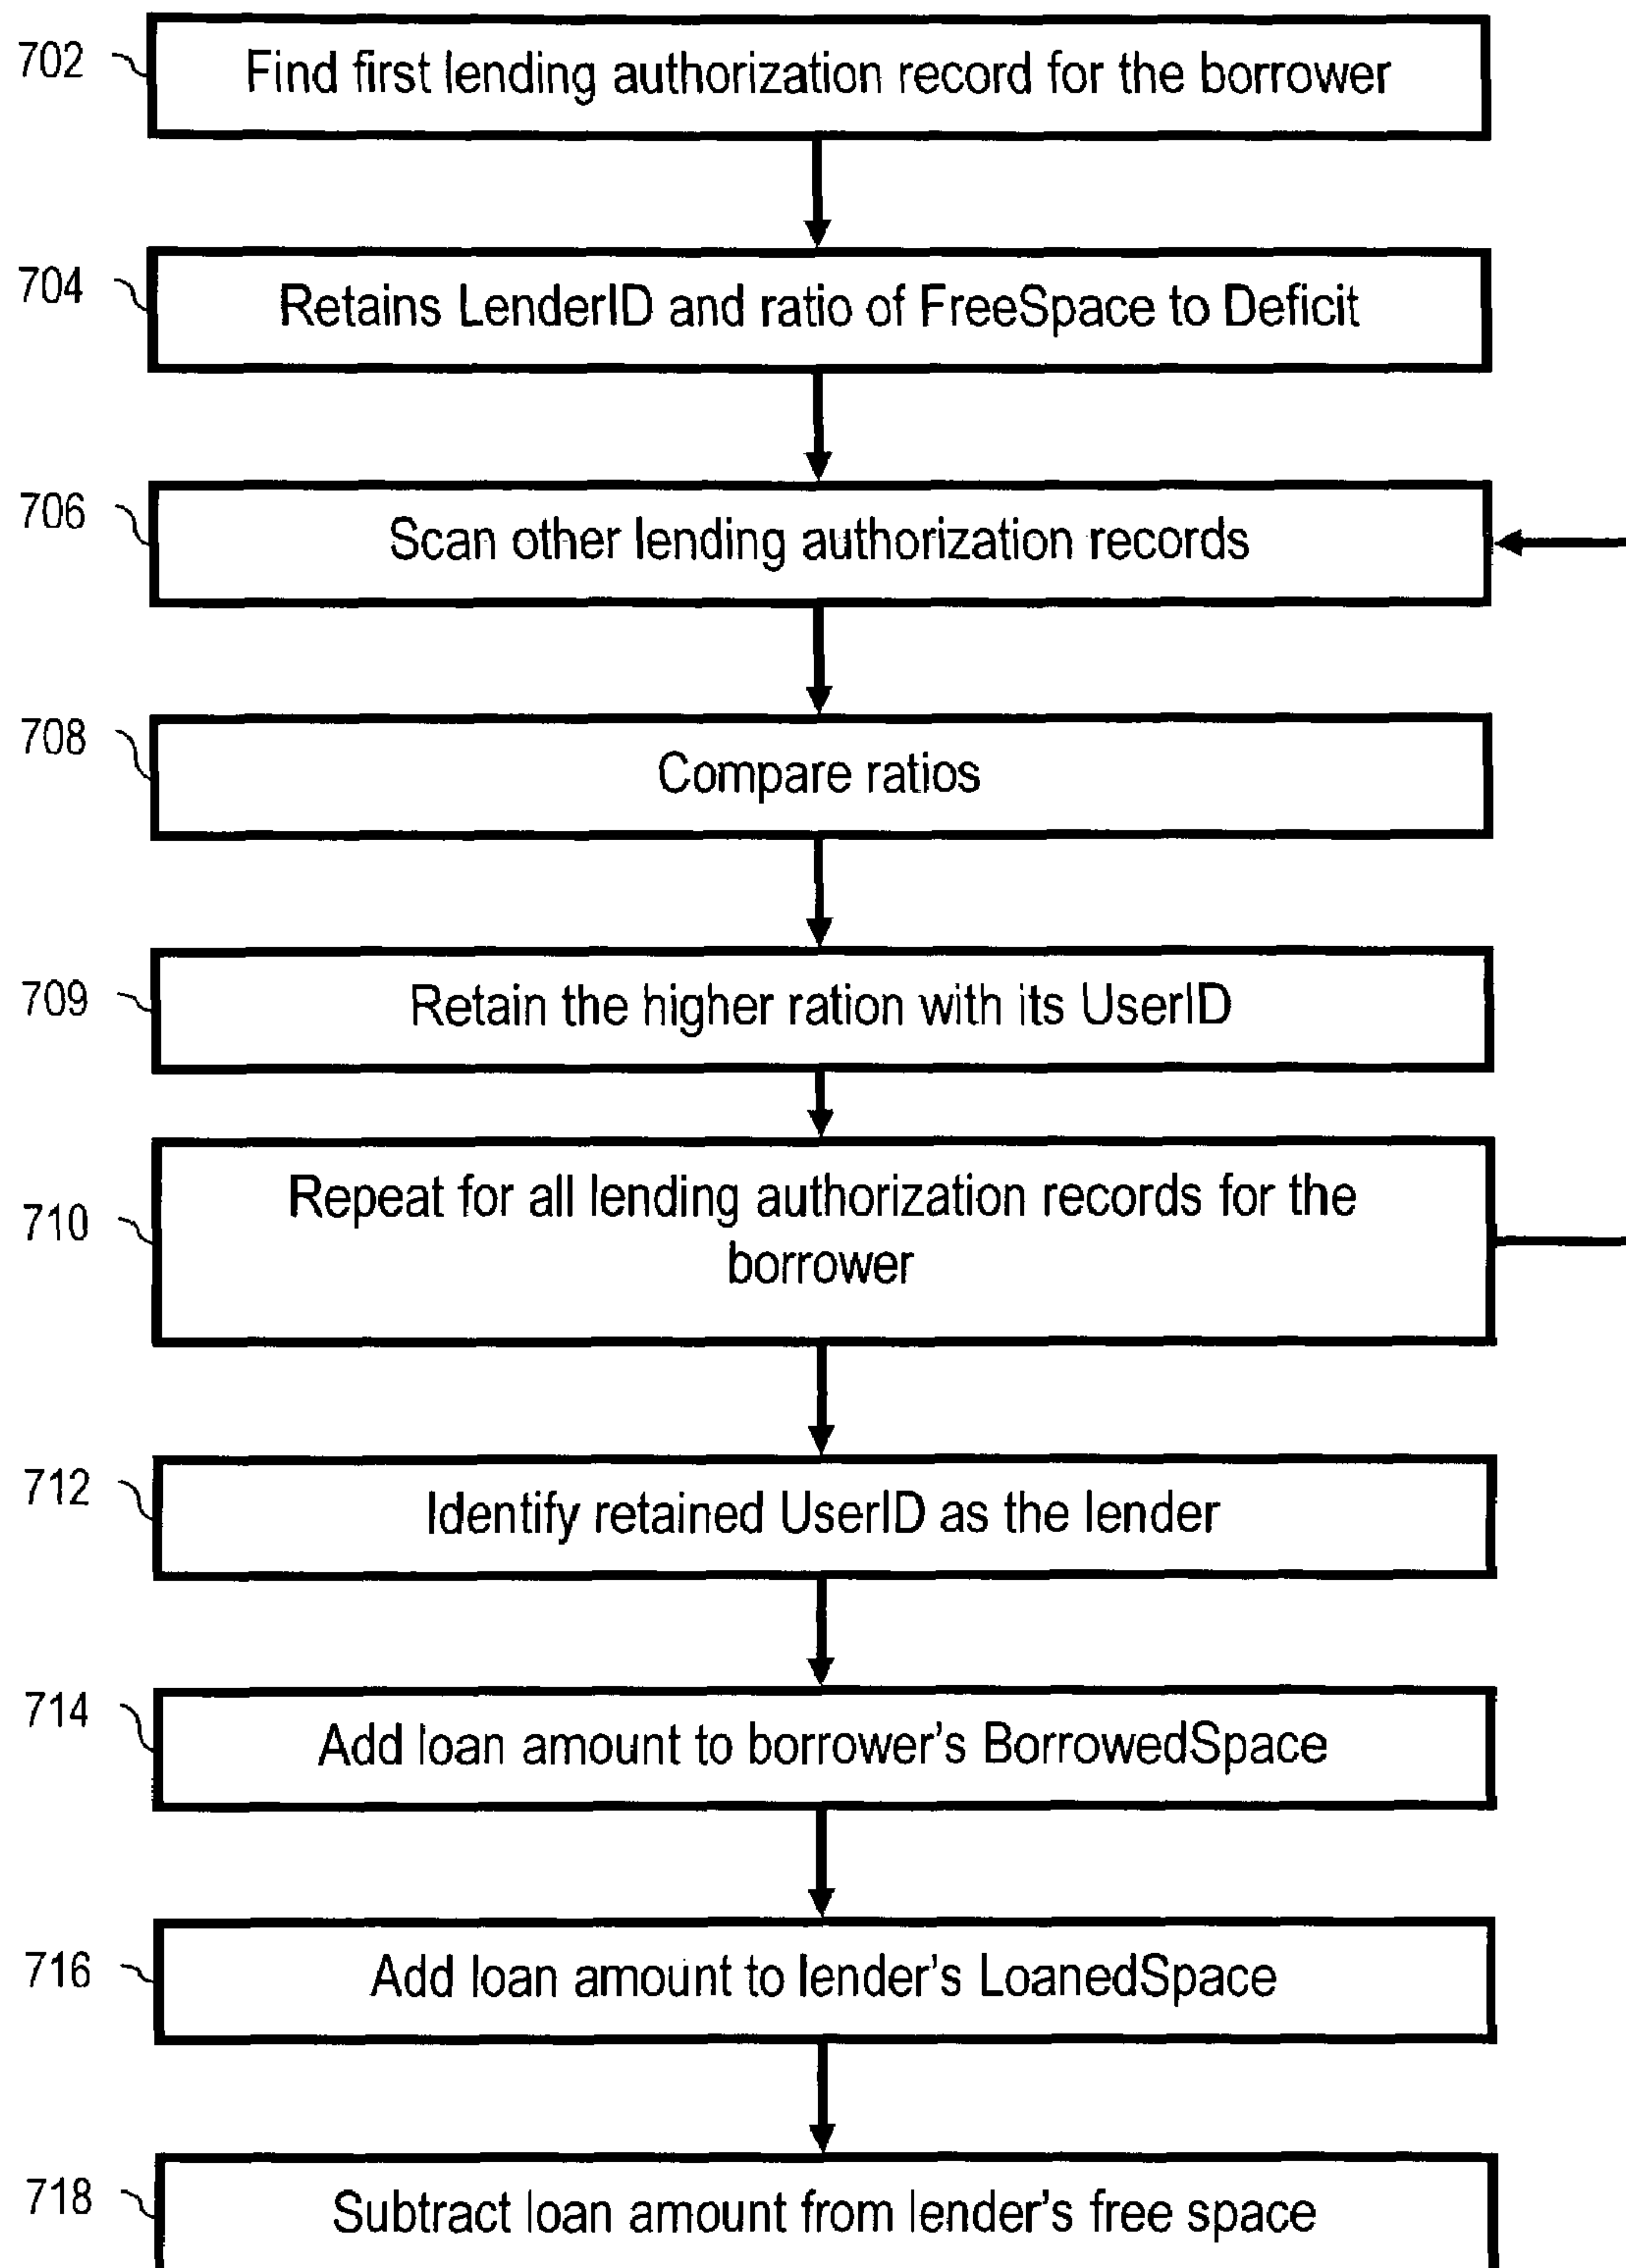 702 Find first lending authorization record for the borrower
704 Retains LenderID and ratio of FreeSpace to Deficit
706 Scan other lending authorization records
708 Compare ratios
709 Retain the higher ration with its UserID
710 Repeat for all lending authorization records for the
borrower
712 Identify retained UserID as the lender
714 Add loan amount to borrower's BorrowedSpace
716 Add loan amount to lender's LoanedSpace
718 Subtract loan amount from lender's free space